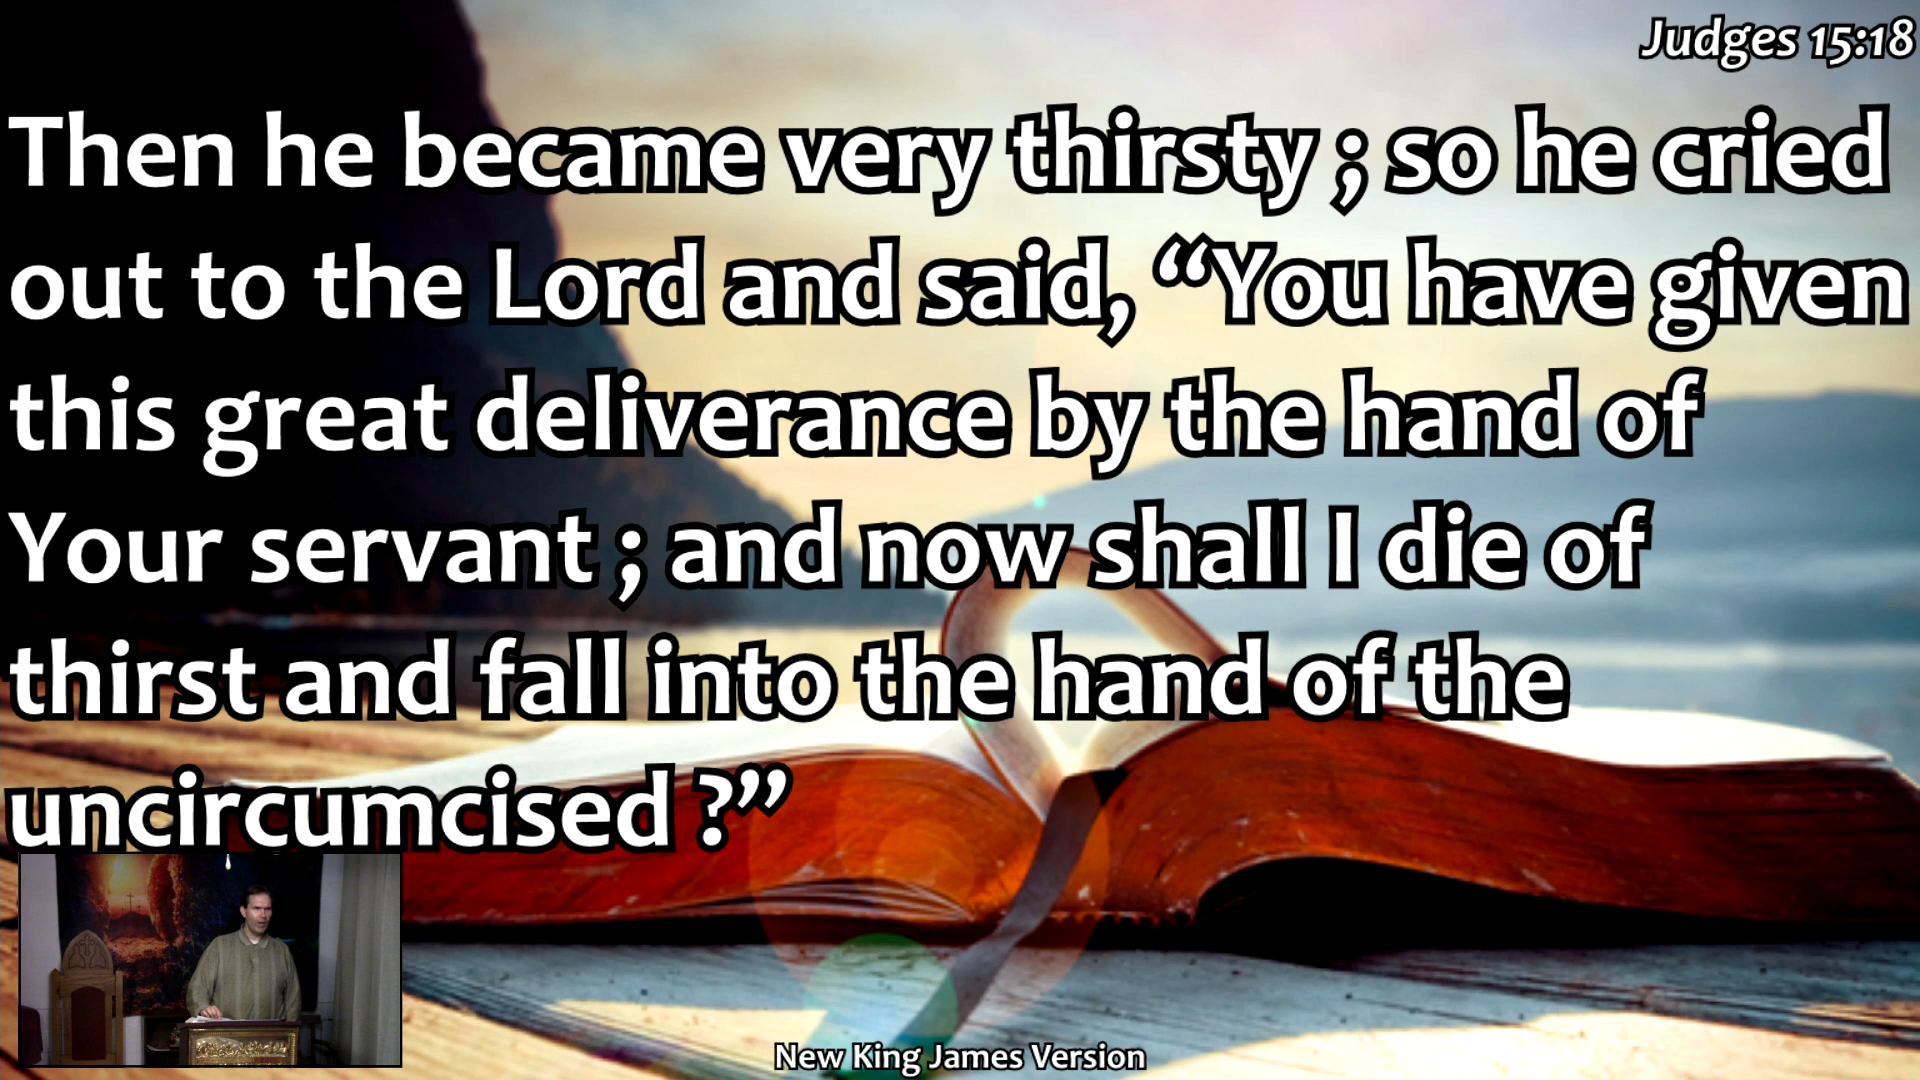 Judges 15:18
Then he became very thirsty ; so he cried
out to the Lord and said, “You have given
this great deliverance by the hand of
Your servant ; and now shall I die of
thirst and fall into the hand of the
uncircumcised ?”
New King James Version